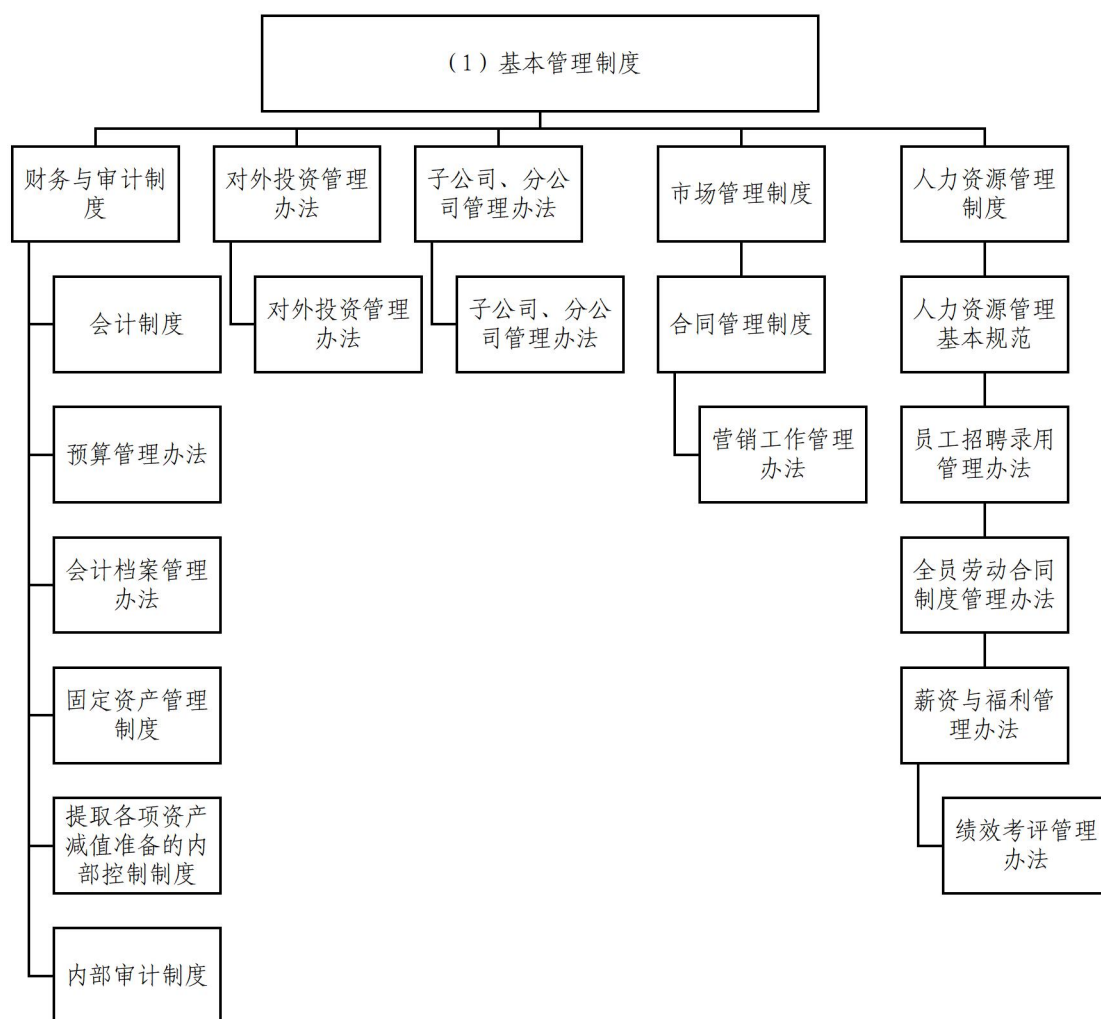 （1）基本管理制度
财务与审计制
度
对外投资管理
办法
子公司、分公
司管理办法
市场管理制度
人力资源管理
制度
会计制度
对外投资管理
办法
子公司、分公
司管理办法
合同管理制度
人力资源管理
基本规范
预算管理办法
营销工作管理
办法
员工招聘录用
管理办法
会计档案管理
办法
全员劳动合同
制度管理办法
固定资产管理
制度
薪资与福利管
理办法
提取各项资产
减值准备的内
部控制制度
绩效考评管理
办法
内部审计制度